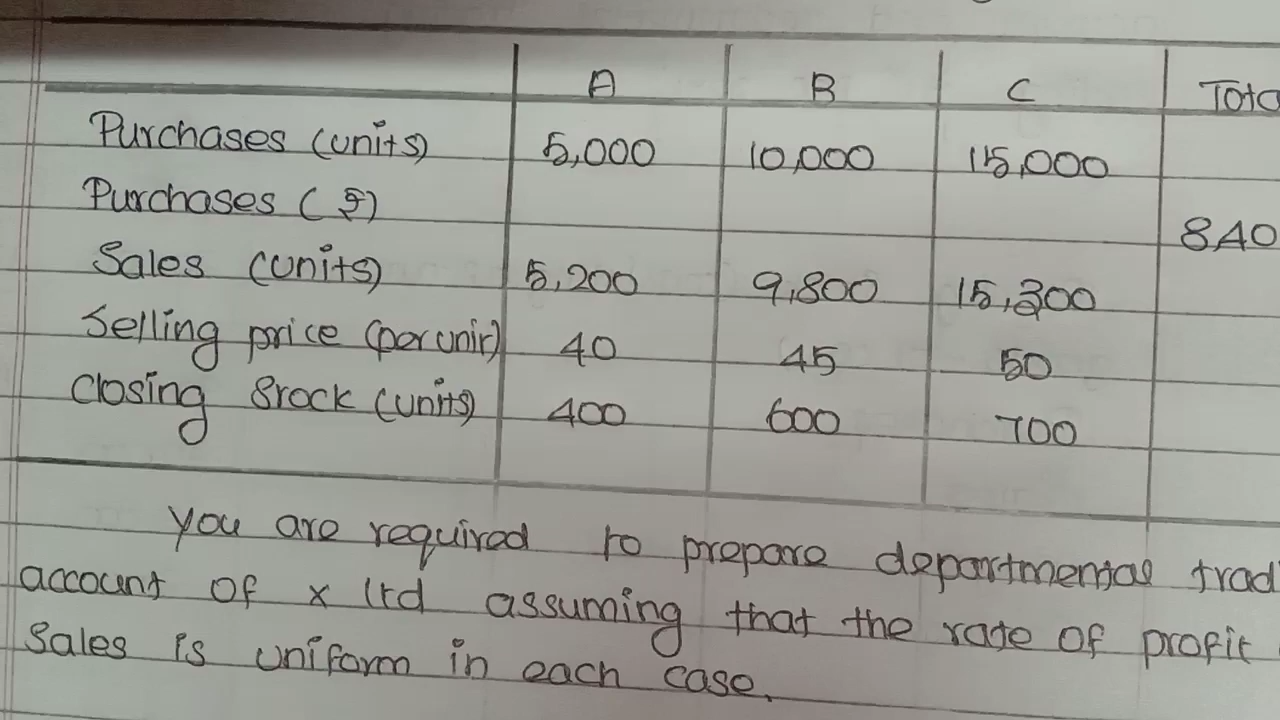 A B C Tota
Purchases (units) 5,000 10,000 15,000
Purchases (₹) 840
Sales (units) 5,200 9,800 15,300
Selling price (per unit) 40 45 50
Closing Stock (units) 400 600 700
You are required to prepare departmental trad
account of x ltd assuming that the rate of profit
Sales is uniform in each case.